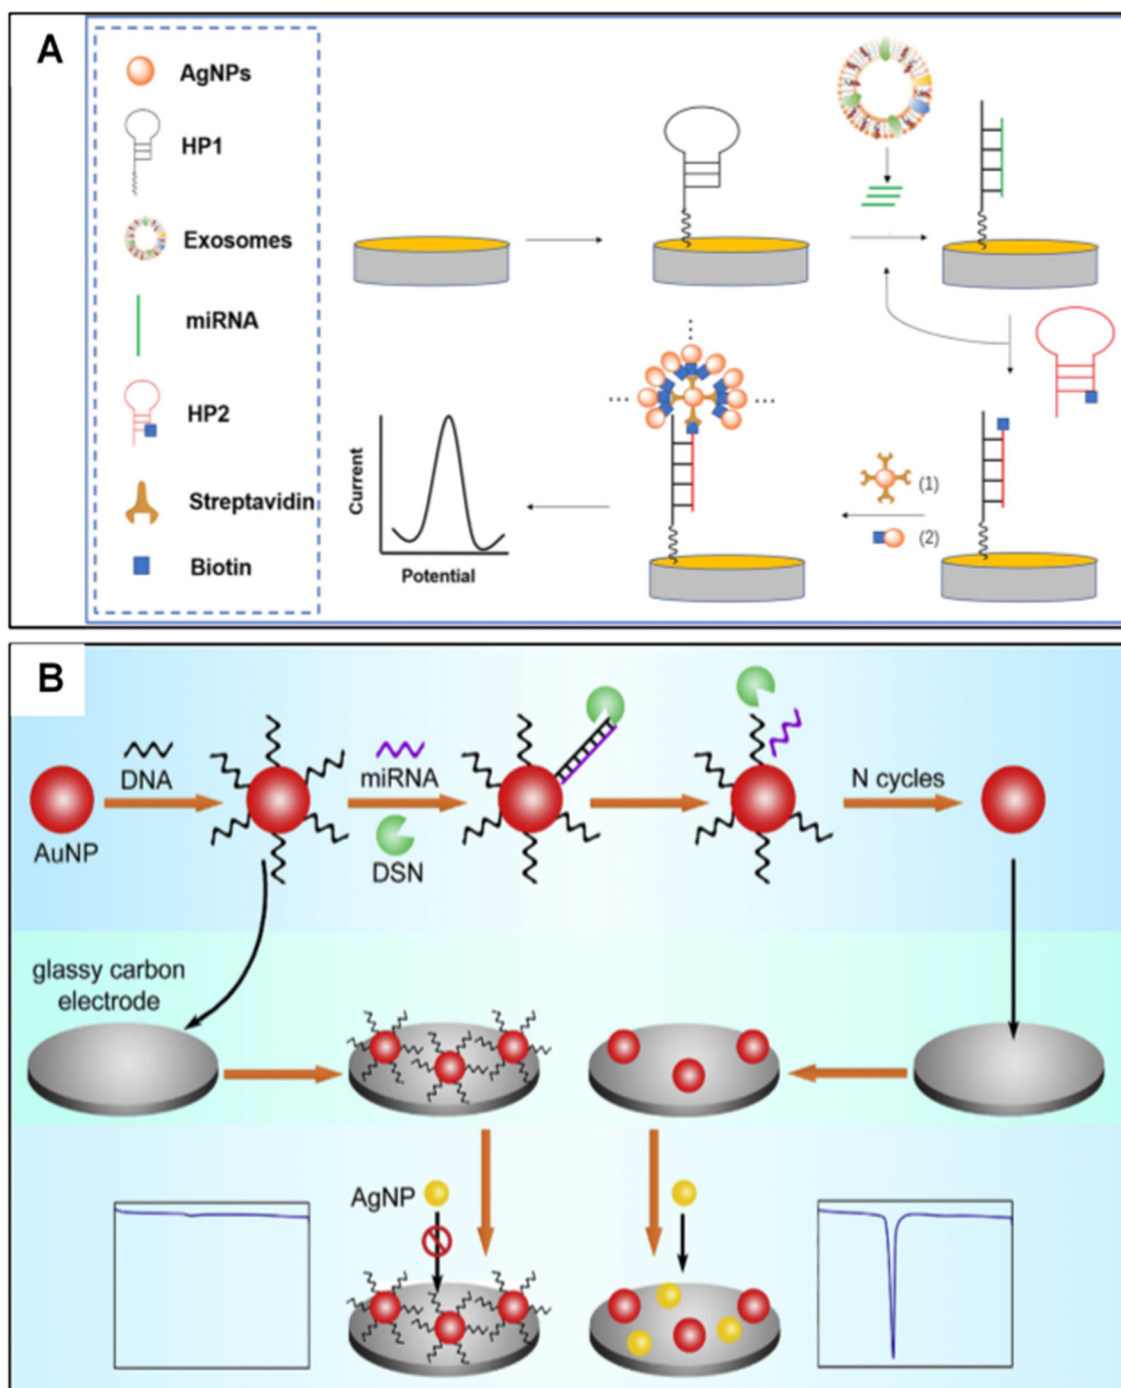 A
AgNPs
HP1
Exosomes
miRNA
HP2
Streptavidin
Biotin
Current
Potential
(1)
(2)
B
DNA
miRNA
N cycles
AuNP
DSN
glassy carbon
electrode
AgNP